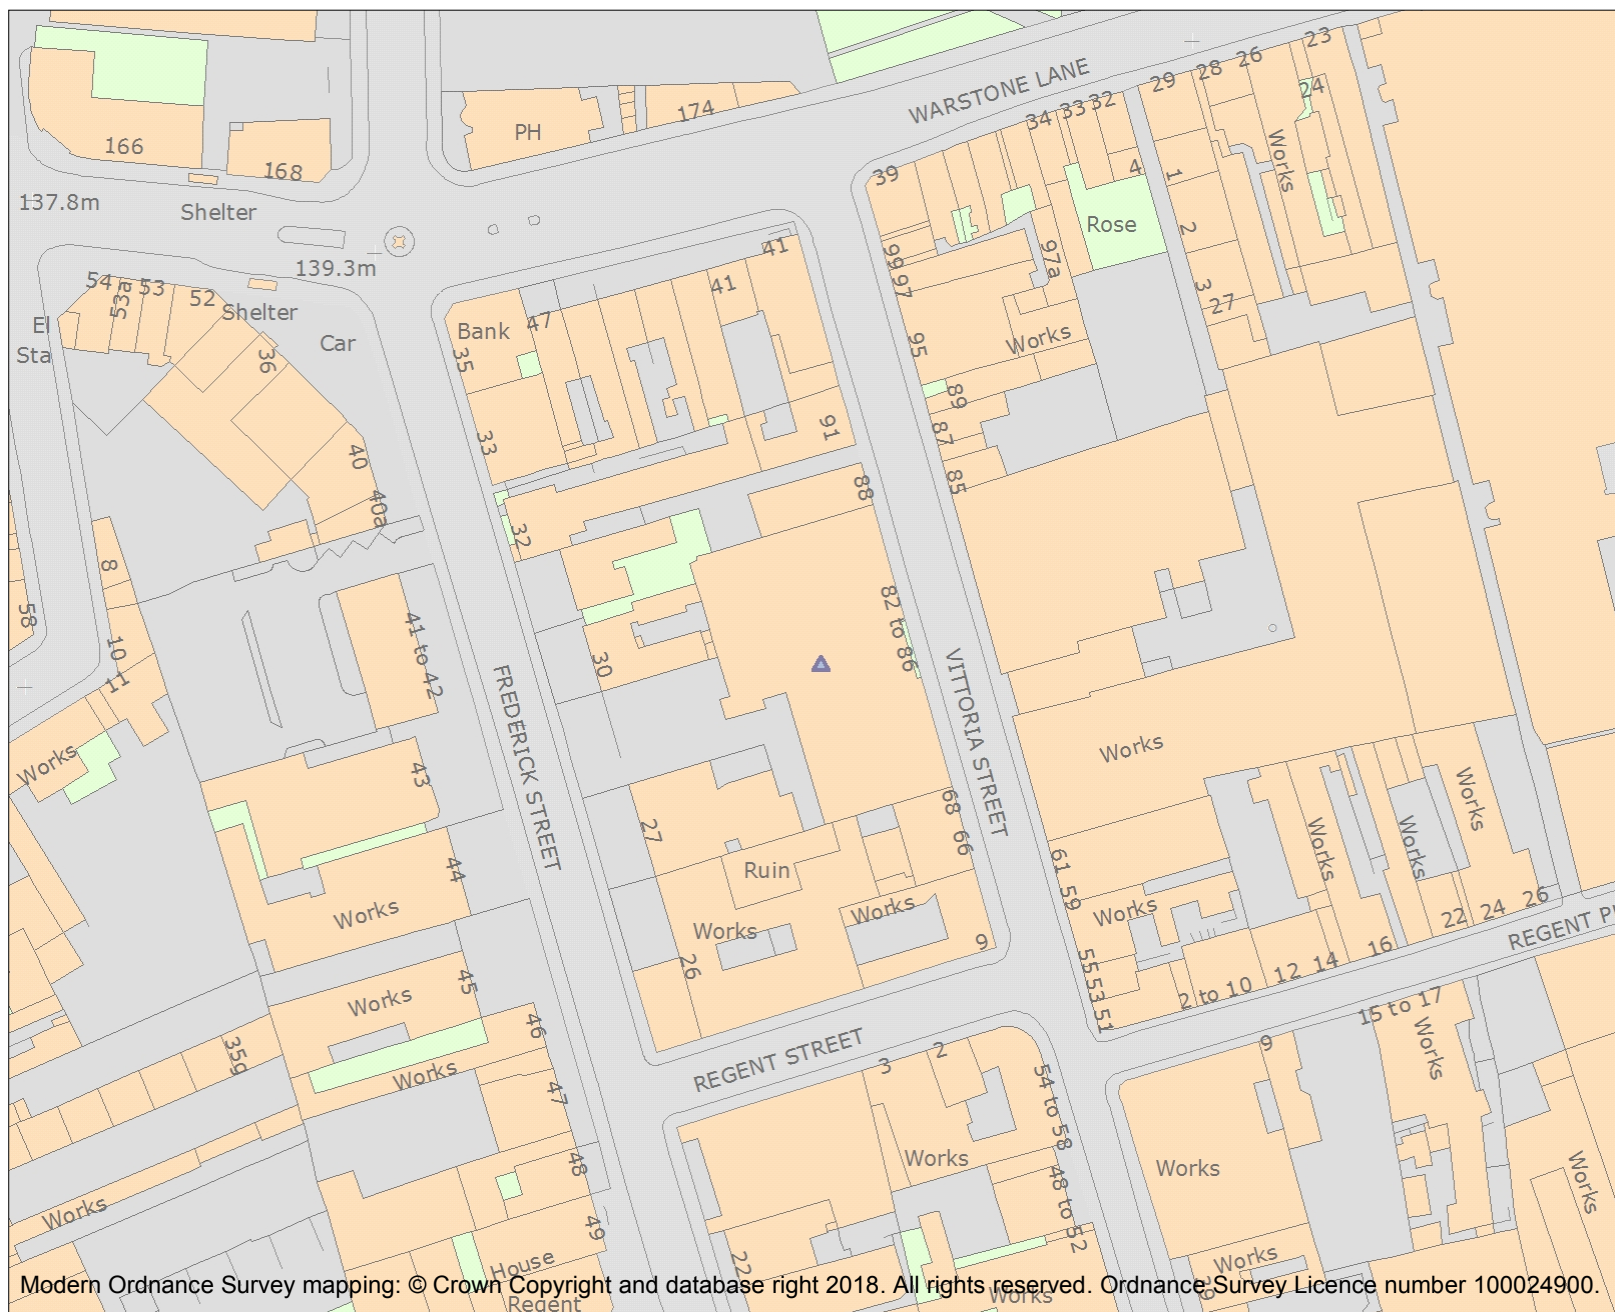 WARSTONE LANE
23
26
28
29
24
32
33
34
174
PH
166
168
39
4
1
Works
137.8m
Shelter
Rose
2
139.3m
41
99
97
97a
54
53a
53
52
Shelter
3
27
41
El
Sta
Car
Bank
47
35
36
95
Works
89
91
87
33
40
85
88
40a
32
8
58
10
11
41 to 42
30
82 to 86
FREDERICK STREET
VITTORIA STREET
Works
Works
43
27
68
66
Works
Works
Works
Ruin
44
61
59
Works
Works
Works
Works
9
26
22
24
26
16
14
12
2 to 10
REGENT
55
53
51
45
Works
46
15 to 17
Works
9
REGENT STREET
3
2
35g
Works
47
54 to 58
Works
Works
48
48 to 52
Works
Works
49
22
House
Regent
Works
Works
Modern Ordnance Survey mapping: © Crown Copyright and database right 2018. All rights reserved. Ordnance Survey Licence number 100024900.